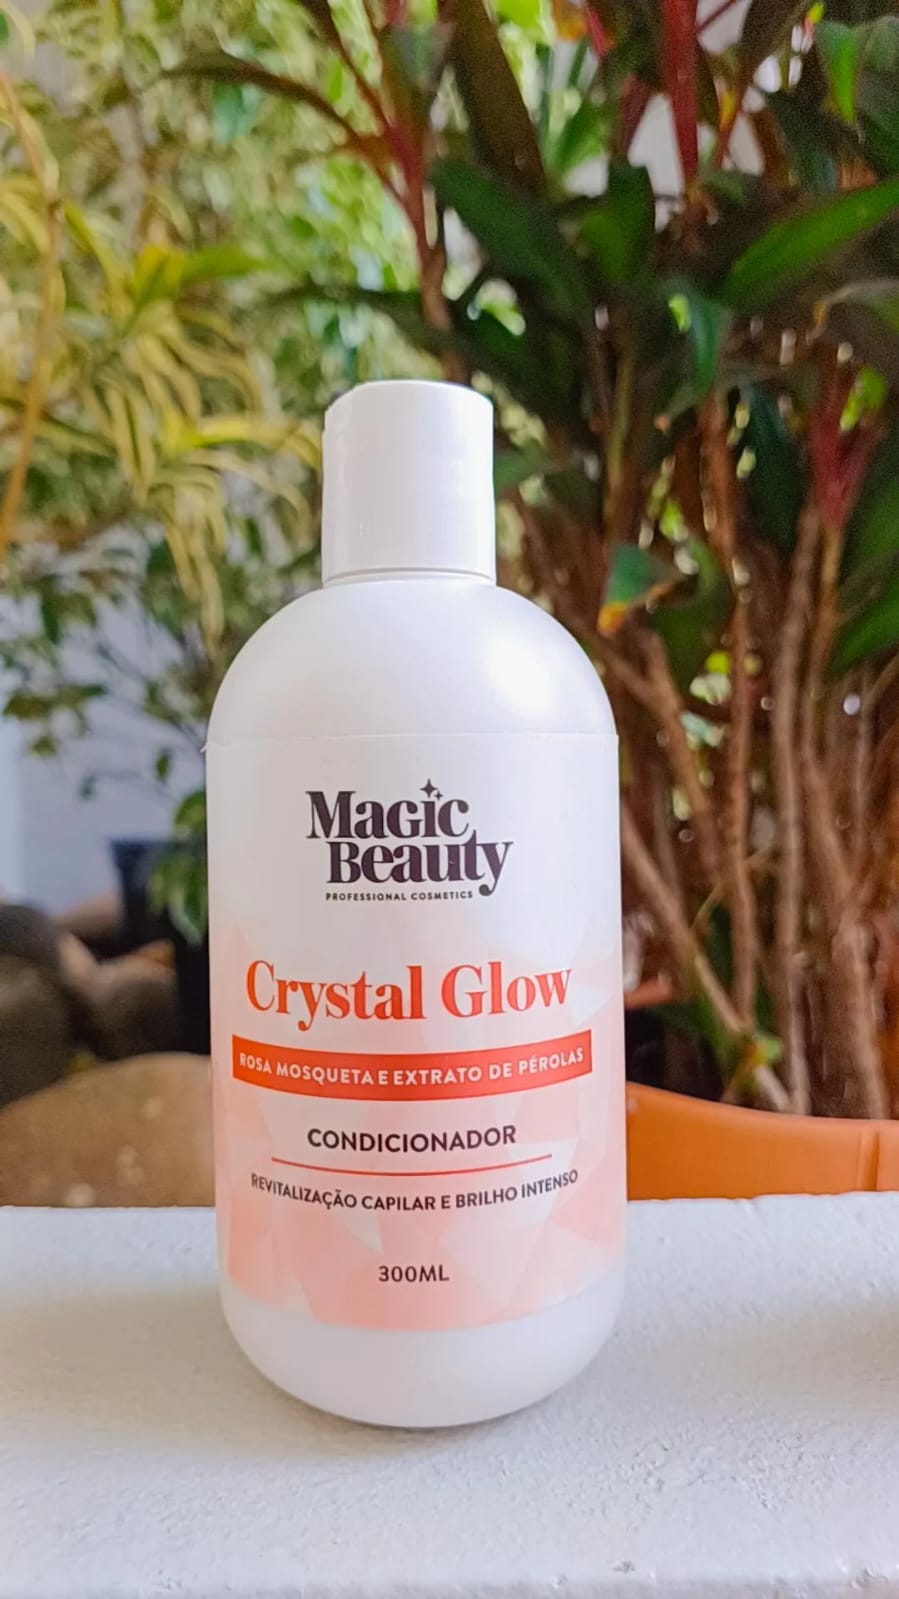 Magic
Beauty
PROFESSIONAL COSMETICS
Crystal Glow
ROSA MOSQUETA E EXTRATO DE PÉROLAS
CONDICIONADOR
REVITALIZAÇÃO CAPILAR E BRILHO INTENSO
300ML